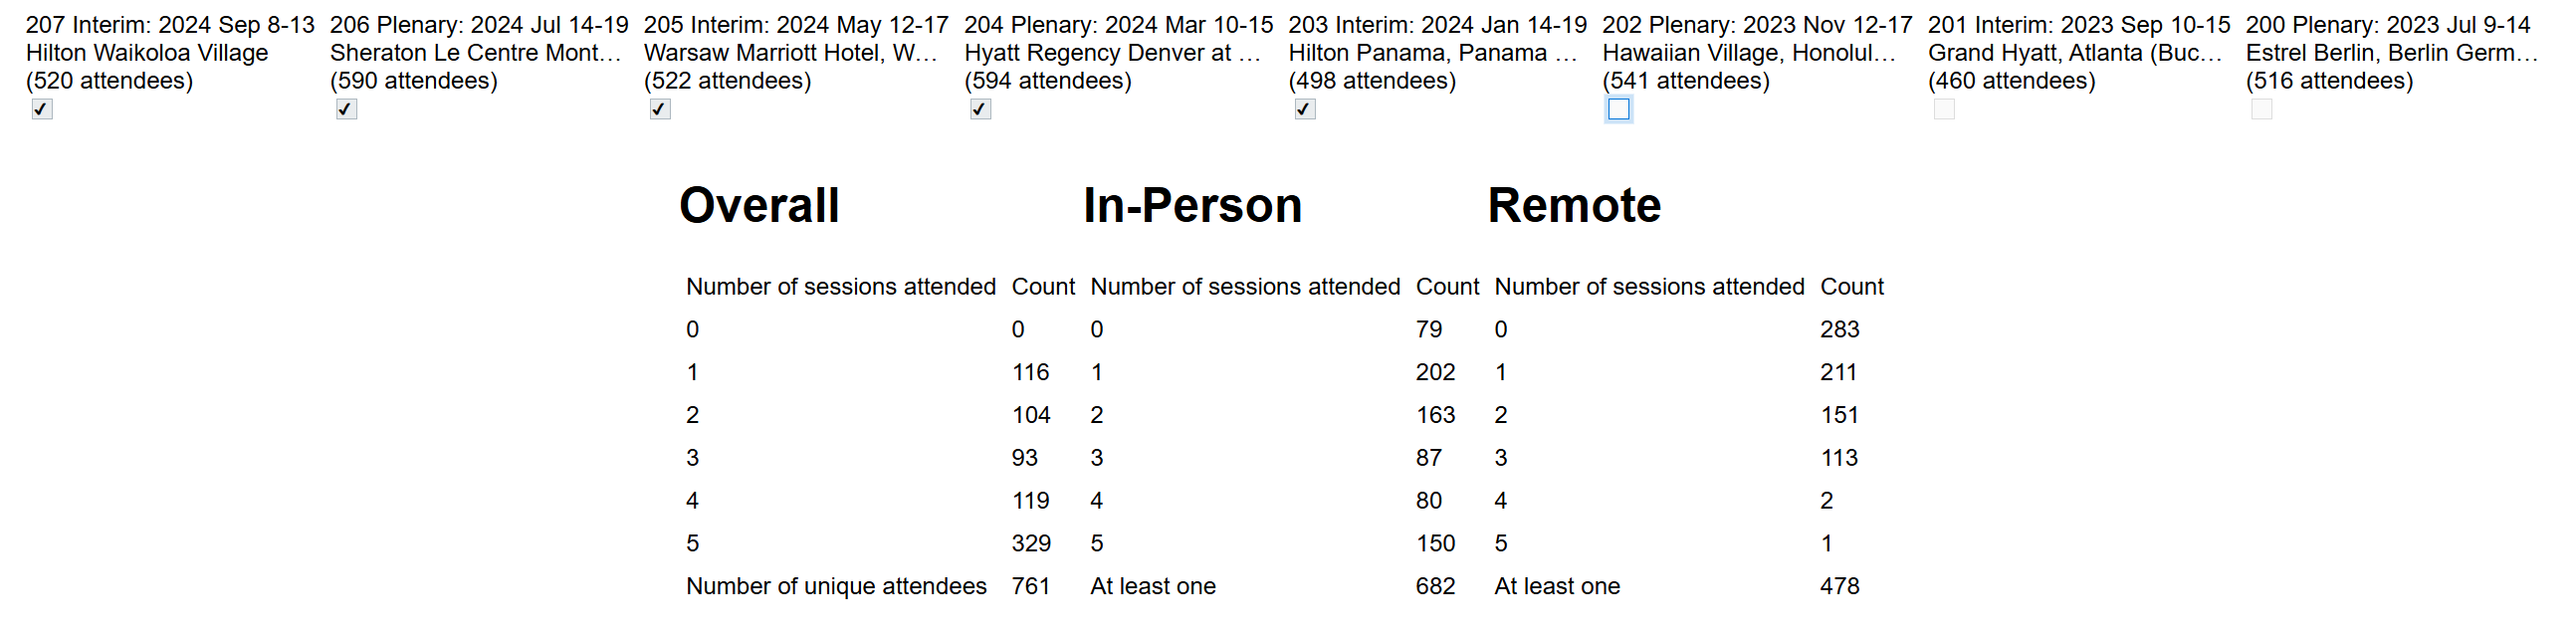 207 Interim: 2024 Sep 8-13
Hilton Waikoloa Village
(520 attendees)
206 Plenary: 2024 Jul 14-19
Sheraton Le Centre Mont…
(590 attendees)
205 Interim: 2024 May 12-17
Warsaw Marriott Hotel, W…
(522 attendees)
204 Plenary: 2024 Mar 10-15
Hyatt Regency Denver at …
(594 attendees)
203 Interim: 2024 Jan 14-19
Hilton Panama, Panama …
(498 attendees)
202 Plenary: 2023 Nov 12-17
Hawaiian Village, Honolul…
(541 attendees)
201 Interim: 2023 Sep 10-15
Grand Hyatt, Atlanta (Buc…
(460 attendees)
200 Plenary: 2023 Jul 9-14
Estrel Berlin, Berlin Germ…
(516 attendees)
Overall
Number of sessions attended Count
0 0
1 116
2 104
3 93
4 119
5 329
Number of unique attendees 761
In-Person
Number of sessions attended Count
0 79
1 202
2 163
3 87
4 80
5 150
At least one 682
Remote
Number of sessions attended Count
0 283
1 211
2 151
3 113
4 2
5 1
At least one 478